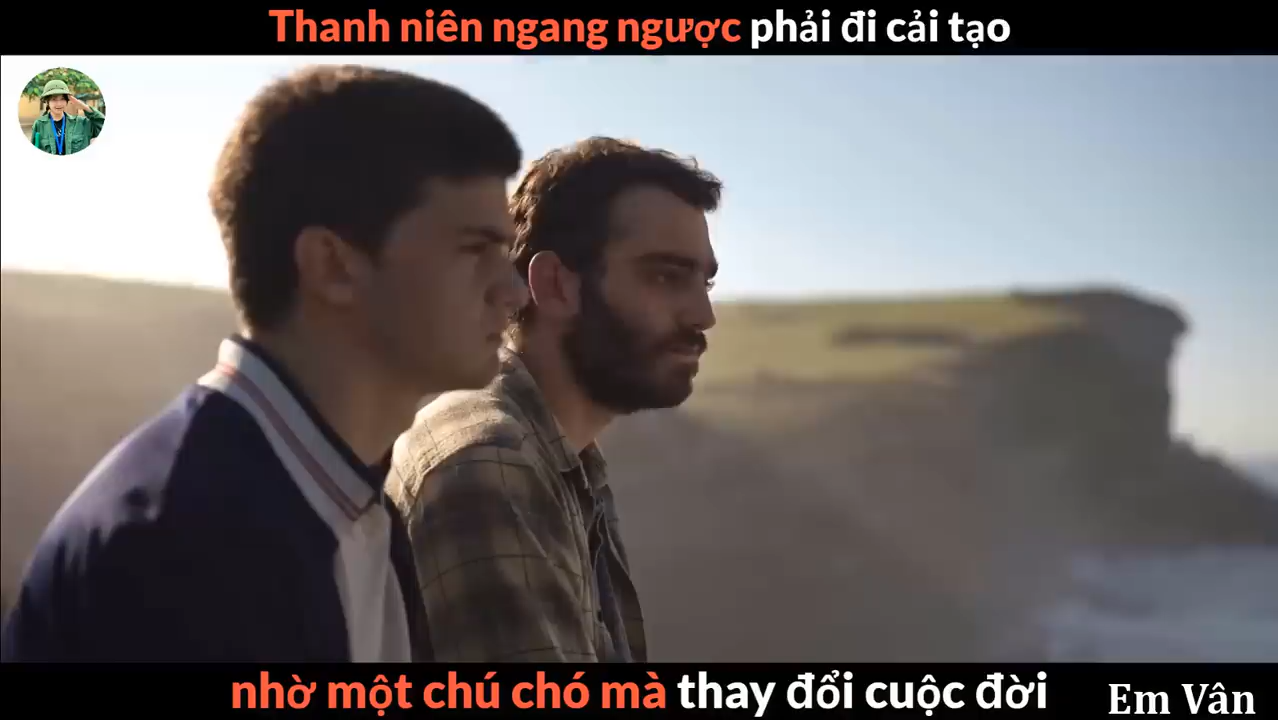 Thanh niên ngang ngược phải đi cải tạo
nhờ một chú chó mà thay đổi cuộc đời
Em Vân